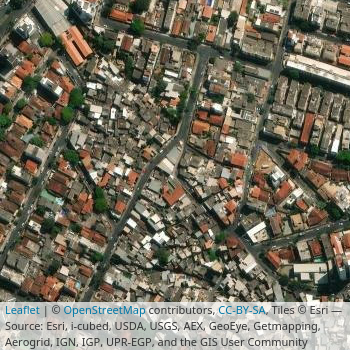 Leaflet | © OpenStreetMap contributors, CC-BY-SA, Tiles © Esri —
Source: Esri, i-cubed, USDA, USGS, AEX, GeoEye, Getmapping,
Aerogrid, IGN, IGP, UPR-EGP, and the GIS User Community